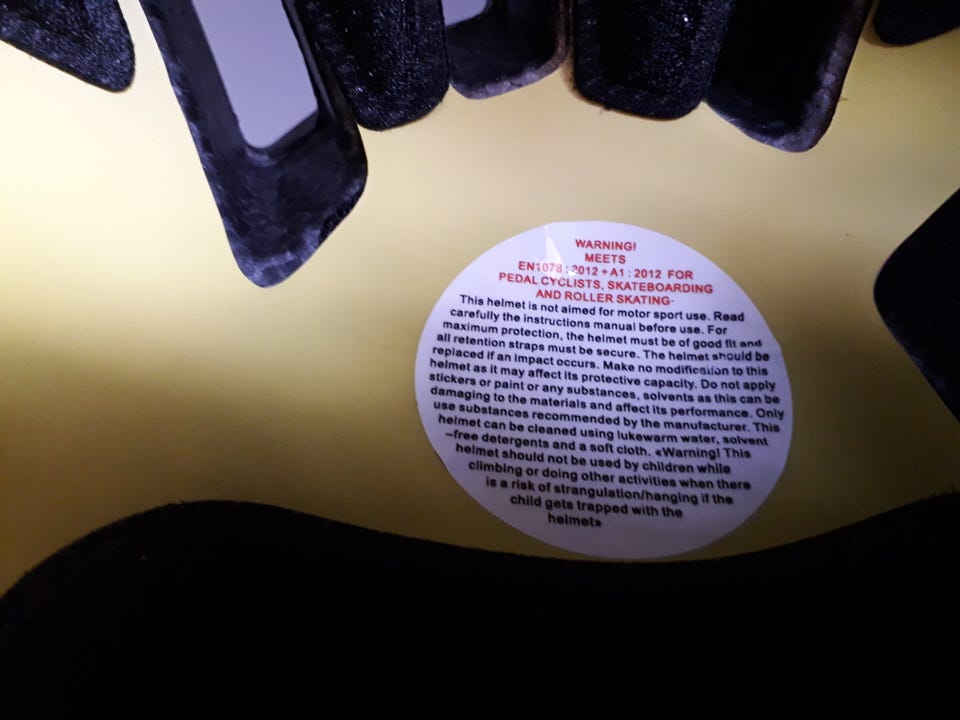 WARNING!
MEETS
EN1078 : 2012 + A1 : 2012 FOR
PEDAL CYCLISTS, SKATEBOARDING
AND ROLLER SKATING·
This helmet is not aimed for motor sport use. Read
carefully the instructions manual before use. For
maximum protection, the helmet must be of good fit and
all retention straps must be secure. The helmet should be
replaced if an impact occurs. Make no modification to this
helmet as it may affect its protective capacity. Do not apply
stickers or paint or any substances, solvents as this can be
damaging to the materials and affect its performance. Only
use substances recommended by the manufacturer. This
helmet can be cleaned using lukewarm water, solvent
–free detergents and a soft cloth. «Warning! This
helmet should not be used by children while
climbing or doing other activities when there
is a risk of strangulation/hanging if the
child gets trapped with the
helmet»